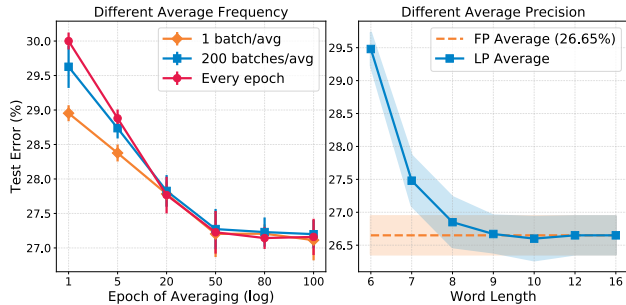 Different Average Frequency
Test Error (%)
30.0
29.5
29.0
28.5
28.0
27.5
27.0
1 batch/avg
200 batches/avg
Every epoch
1 5 20 50 80 100
Epoch of Averaging (log)
Different Average Precision
29.5
29.0
28.5
28.0
27.5
27.0
26.5
FP Average (26.65%)
LP Average
6 7 8 9 10 12 16
Word Length